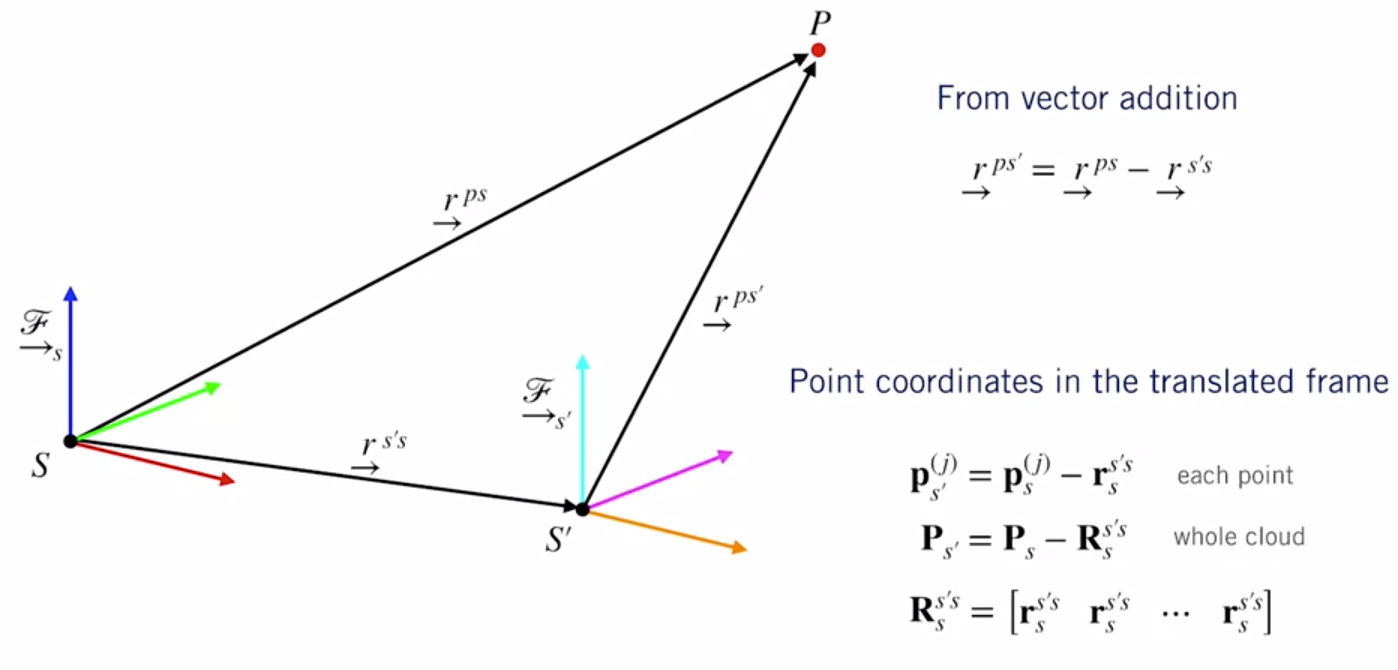 P
From vector addition
r^{ps'} = r^{ps} − r^{s's}
r^{ps}
r^{ps'}
ℱ_s
ℱ_{s'}
Point coordinates in the translated frame
r^{s's}
S
S′
p_{s'}^{(j)} = p_s^{(j)} − r_s^{s's} each point
P_{s'} = P_s − R_s^{s's} whole cloud
R_s^{s's} = [r_s^{s's} r_s^{s's} ⋯ r_s^{s's}]